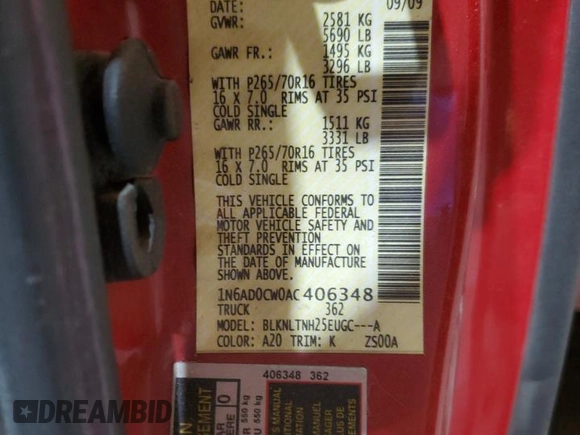 DATE: 09/09
GVWR: 2581 KG
5690 LB
GAWR FR.: 1495 KG
3296 LB
WITH P265/70R16 TIRES
16 X 7.0 RIMS AT 35 PSI
COLD SINGLE
GAWR RR.: 1511 KG
3331 LB
WITH P265/70R16 TIRES
16 X 7.0 RIMS AT 35 PSI
COLD SINGLE
THIS VEHICLE CONFORMS TO
ALL APPLICABLE FEDERAL
MOTOR VEHICLE SAFETY AND
THEFT PREVENTION
STANDARDS IN EFFECT ON
THE DATE OF MANUFACTURE
SHOWN ABOVE.
1N6AD0CW0AC406348
TRUCK 362
MODEL: BLKNLTNH25EUGC---A
COLOR: A20 TRIM: K ZS00A
406348 362
DREAMBID